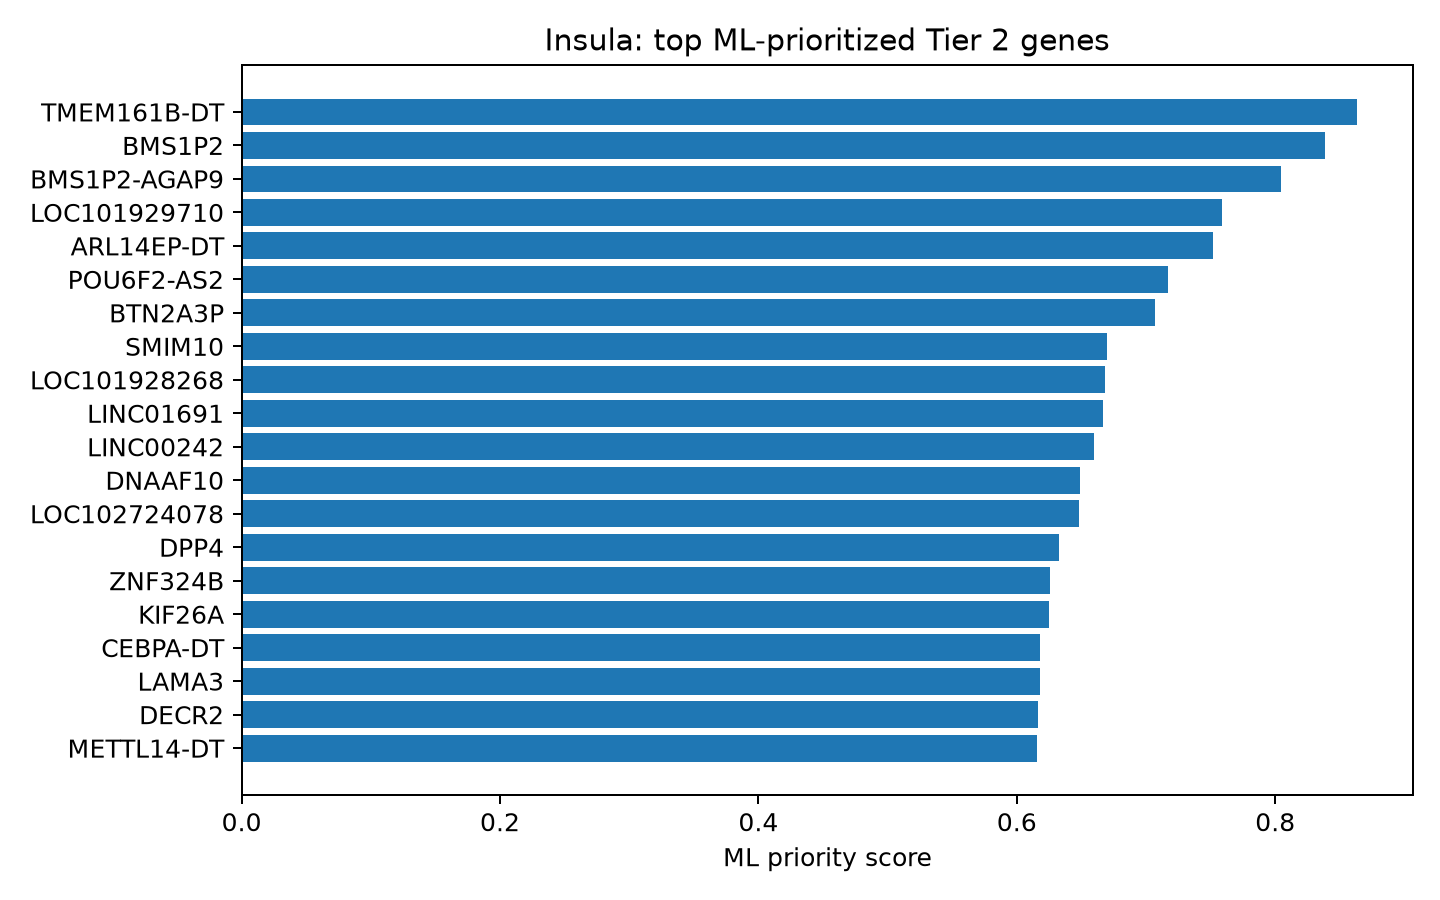 Insula: top ML-prioritized Tier 2 genes
TMEM161B-DT
BMS1P2
BMS1P2-AGAP9
LOC101929710
ARL14EP-DT
POU6F2-AS2
BTN2A3P
SMIM10
LOC101928268
LINC01691
LINC00242
DNAAF10
LOC102724078
DPP4
ZNF324B
KIF26A
CEBPA-DT
LAMA3
DECR2
METTL14-DT
0.0 0.2 0.4 0.6 0.8
ML priority score